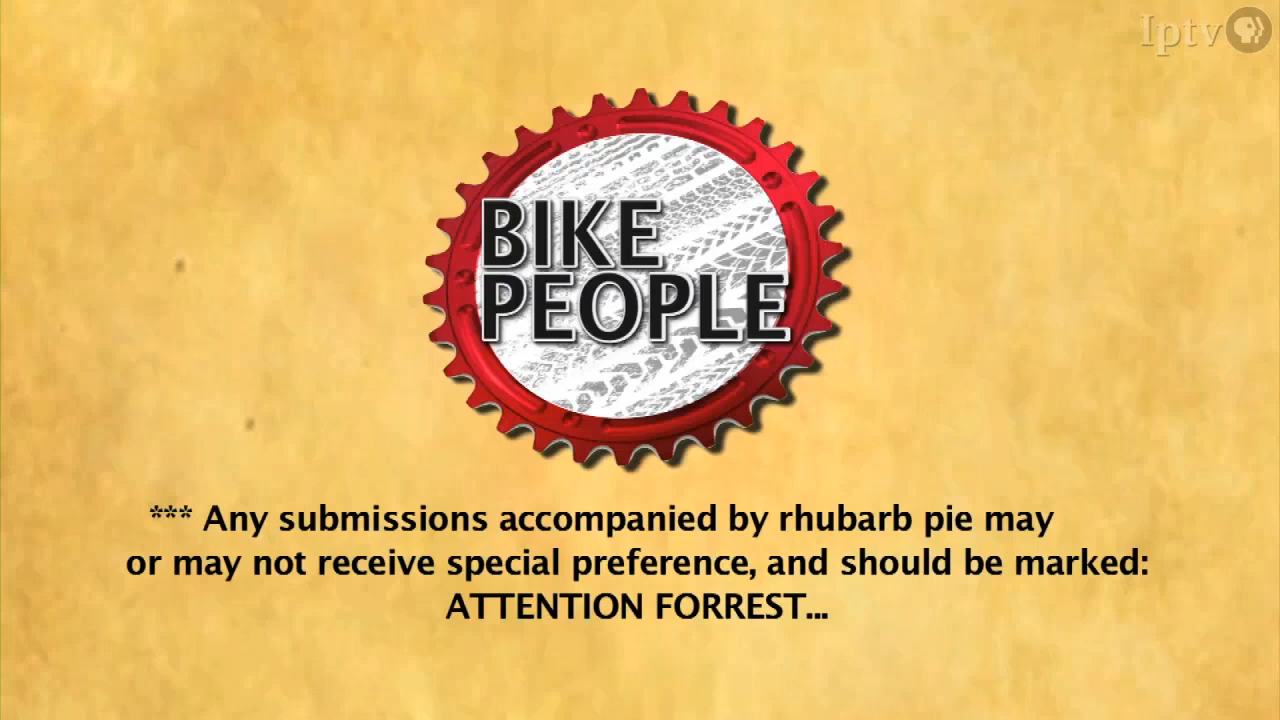 Iptv
BIKE
PEOPLE
*** Any submissions accompanied by rhubarb pie may
or may not receive special preference, and should be marked:
ATTENTION FORREST...